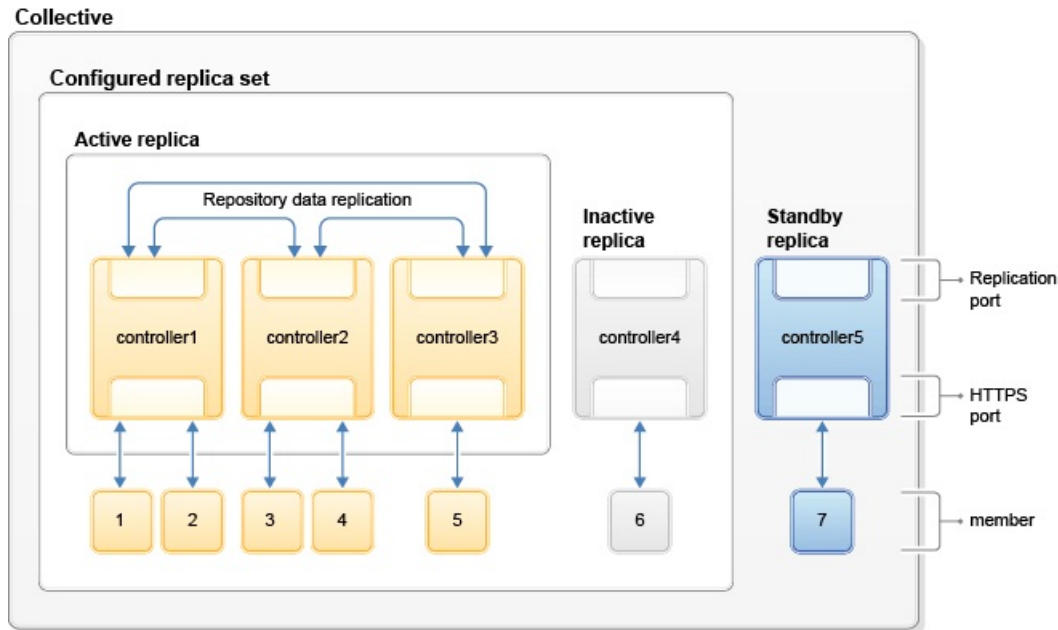 Collective
Configured replica set
Active replica
Repository data replication
Inactive
replica
Standby
replica
Replication
port
controller1
controller2
controller3
controller4
controller5
HTTPS
port
1
2
3
4
5
6
7
member